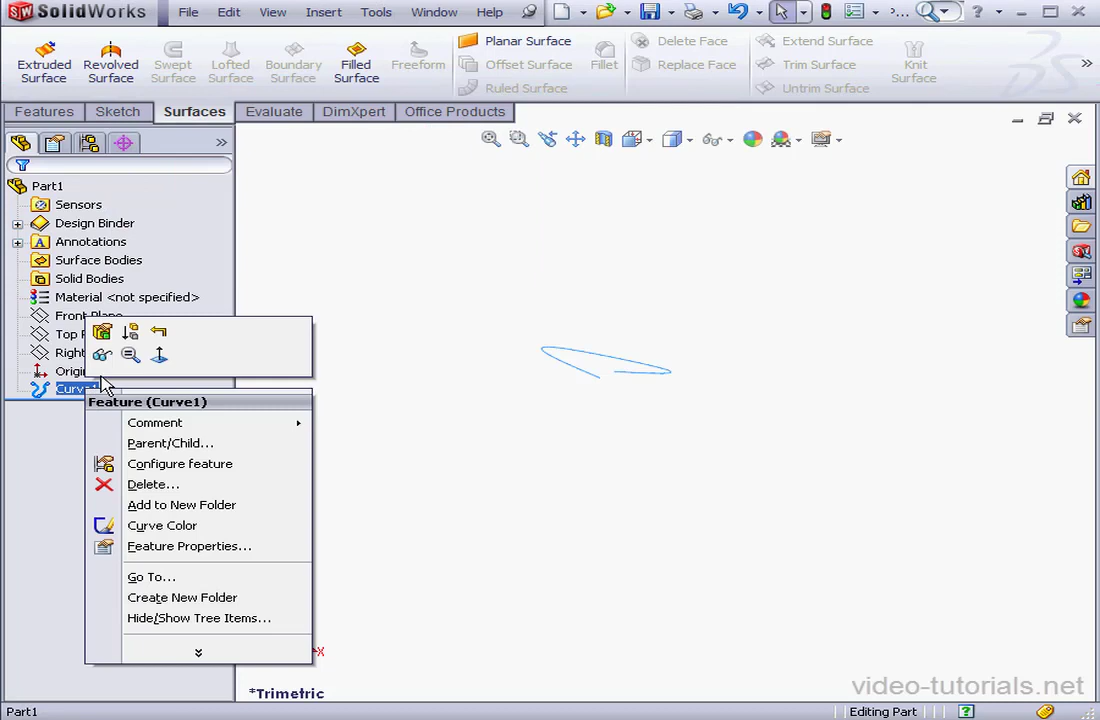 SolidWorks File Edit View Insert Tools Window Help
Extruded Surface
Revolved Surface
Swept Surface
Lofted Surface
Boundary Surface
Filled Surface
Freeform
Planar Surface
Offset Surface
Ruled Surface
Fillet
Delete Face
Replace Face
Extend Surface
Trim Surface
Untrim Surface
Knit Surface
Features Sketch Surfaces Evaluate DimXpert Office Products
Part1
Sensors
Design Binder
Annotations
Surface Bodies
Solid Bodies
Material <not specified>
Front Plane
Top P
Right
Origi
Curve1
Feature (Curve1)
Comment
Parent/Child...
Configure feature
Delete...
Add to New Folder
Curve Color
Feature Properties...
Go To...
Create New Folder
Hide/Show Tree Items...
X
*Trimetric
video-tutorials.net
Part1 Editing Part